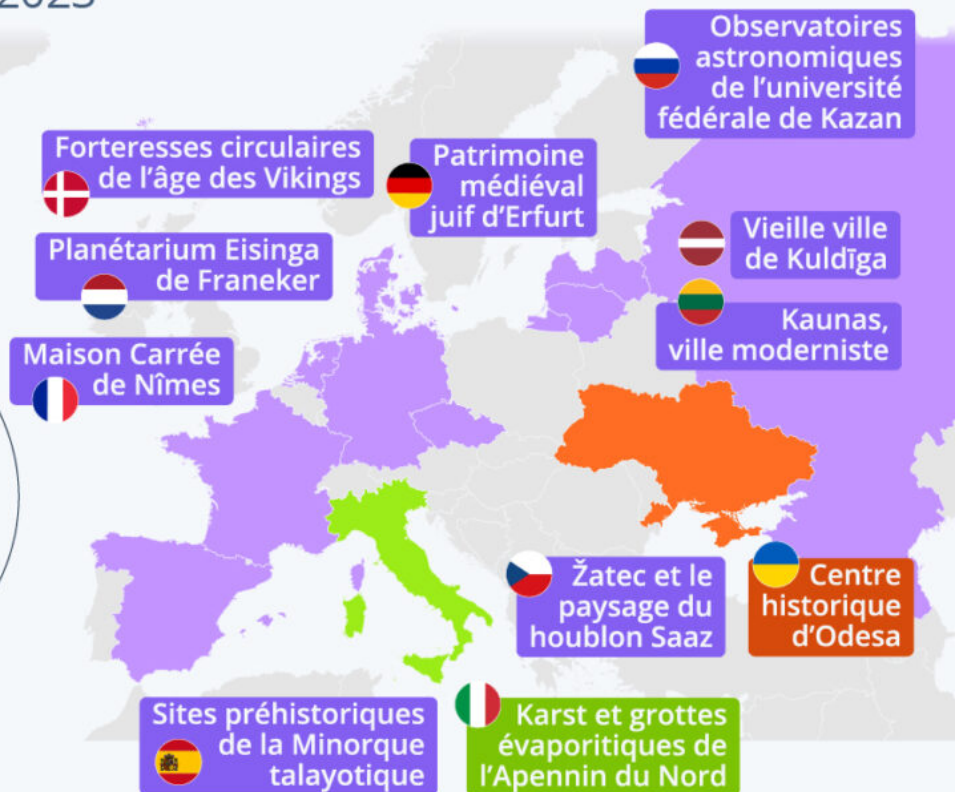 2023
Observatoires
astronomiques
de l'université
fédérale de Kazan
Forteresses circulaires
de l'âge des Vikings
Patrimoine
médiéval
juif d'Erfurt
Vieille ville
de Kuldīga
Planétarium Eisinga
de Franeker
Kaunas,
ville moderniste
Maison Carrée
de Nîmes
Žatec et le
paysage du
houblon Saaz
Centre
historique
d'Odesa
Sites préhistoriques
de la Minorque
talayotique
Karst et grottes
évaporitiques de
l'Apennin du Nord